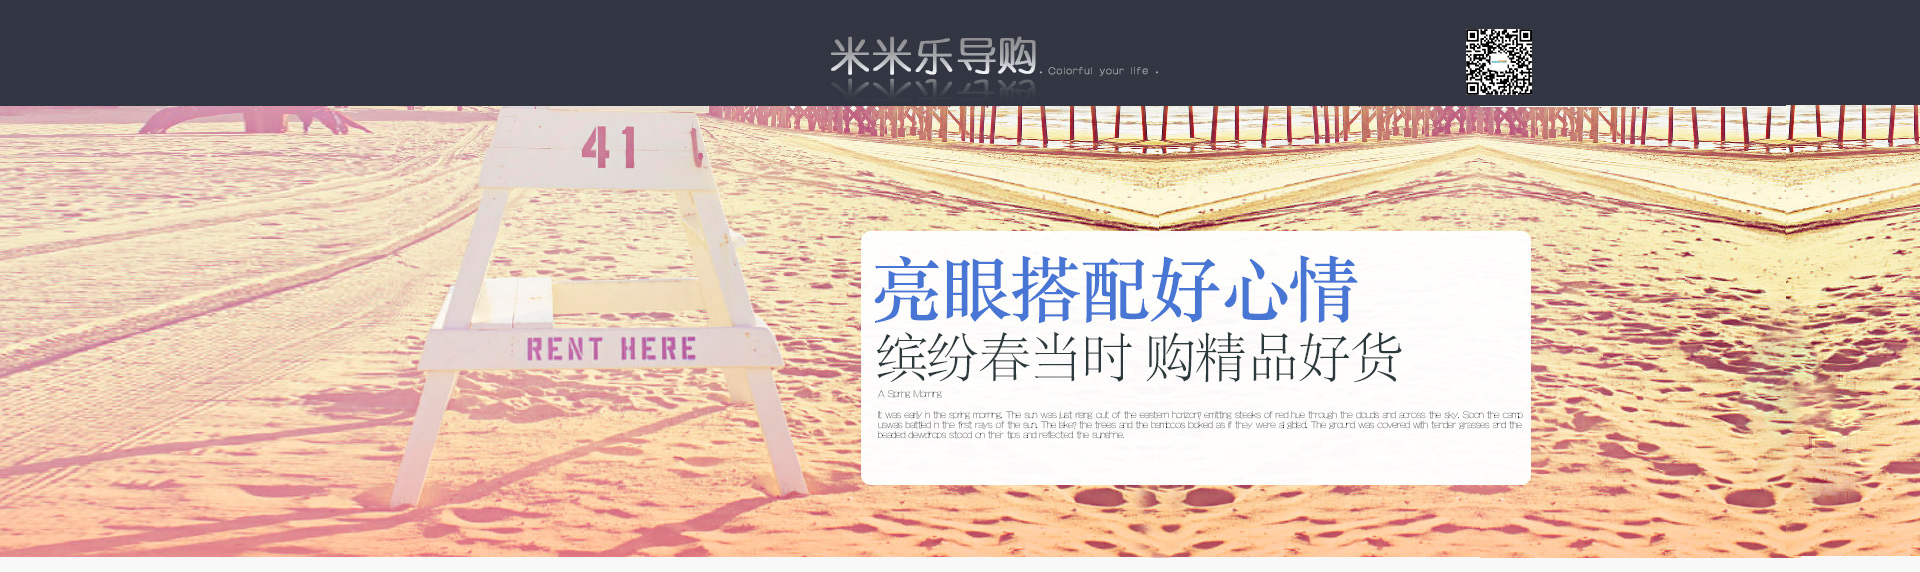 米米乐导购
· Colorful your life ·
41
RENT HERE
亮眼搭配好心情
缤纷春当时 购精品好货
A Spring Morning
It was early in the spring morning. The sun was just rising out of the eastern horizon? emitting steaks of red hue through the clouds and across the sky. Soon the camp
uswas battled in the first rays of the sun. The lake? the trees and the bamboos looked as if they were all gilded. The ground was covered with tender grasses and the
beaded dewdrops stood on their tips and reflected the sunshine.